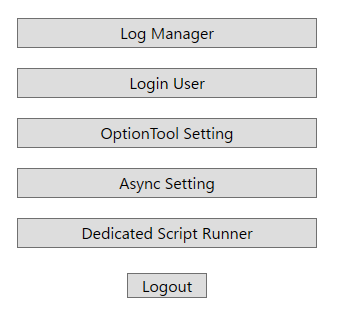 Log Manager
Login User
OptionTool Setting
Async Setting
Dedicated Script Runner
Logout